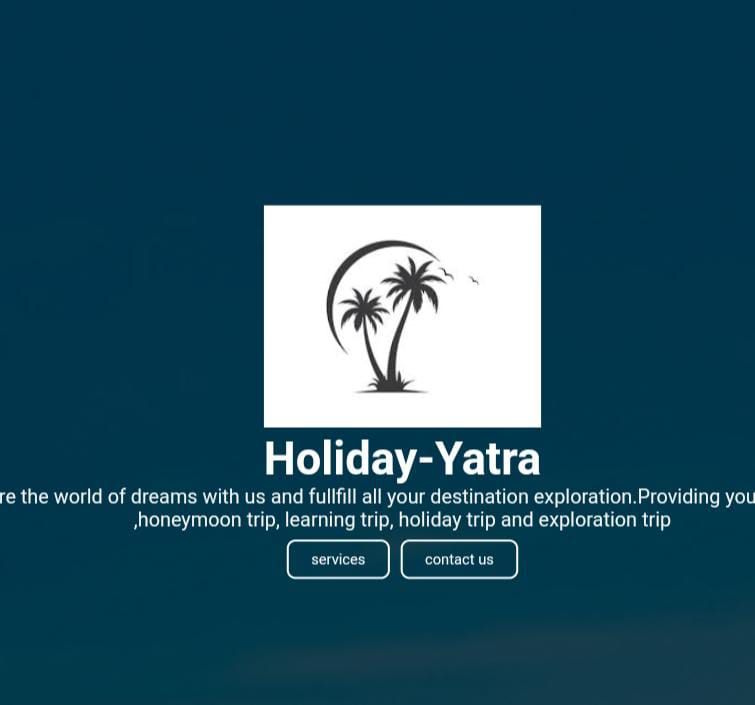 Holiday-Yatra
re the world of dreams with us and fullfill all your destination exploration.Providing you
,honeymoon trip, learning trip, holiday trip and exploration trip
services
contact us